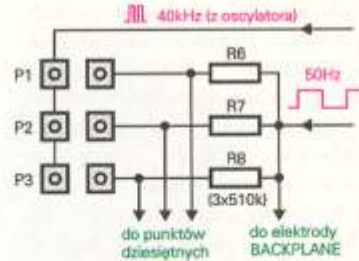 40kHz (z oscylatora)
P1
R6
50Hz
P2
R7
P3
R8
(3x510k)
do punktów
dziesiętnych
do elektrody
BACKPLANE